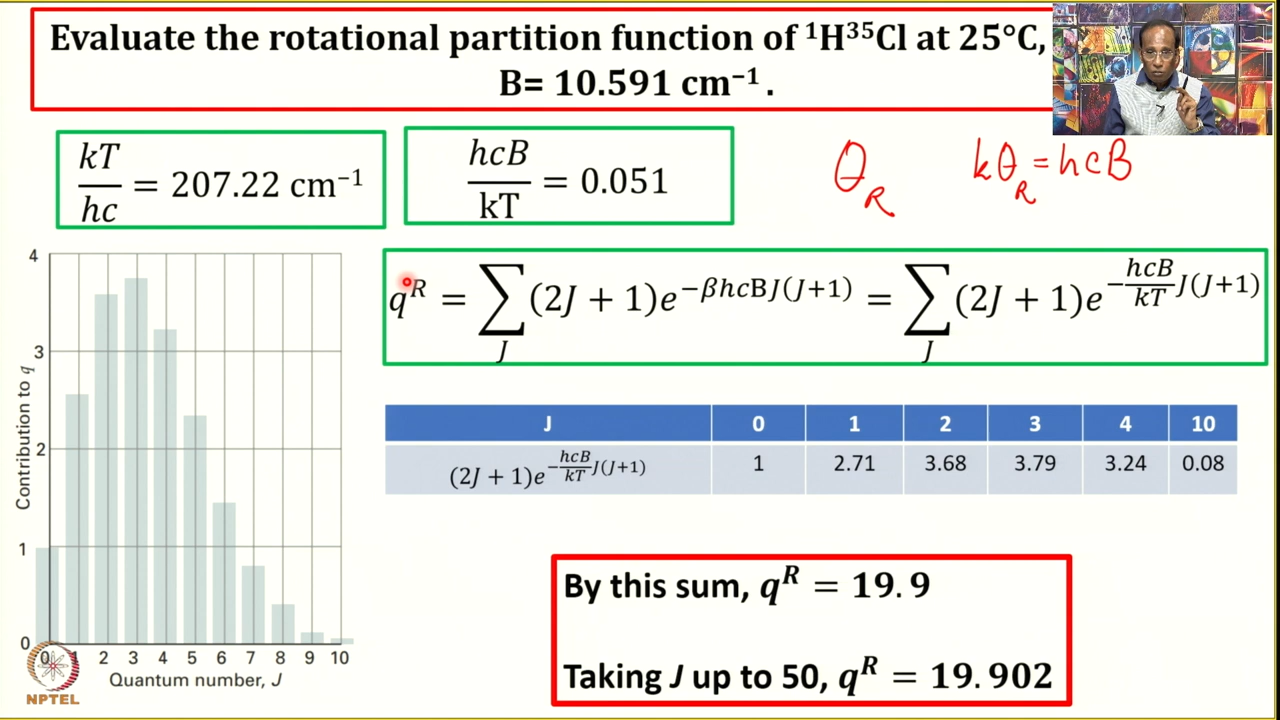 Evaluate the rotational partition function of ¹H³⁵Cl at 25°C,
B= 10.591 cm⁻¹.
kT/hc = 207.22 cm⁻¹
hcB/kT = 0.051
θ_R kθ_R = hcB
q^R = ∑_J (2J + 1)e^{−βhcBJ(J+1)} = ∑_J (2J + 1)e^{−(hcB/kT)J(J+1)}
Contribution to q
4
3
2
1
0
0 1 2 3 4 5 6 7 8 9 10
Quantum number, J
J 0 1 2 3 4 10
(2J + 1)e^{−(hcB/kT)J(J+1)} 1 2.71 3.68 3.79 3.24 0.08
By this sum, q^R = 19.9
Taking J up to 50, q^R = 19.902
NPTEL